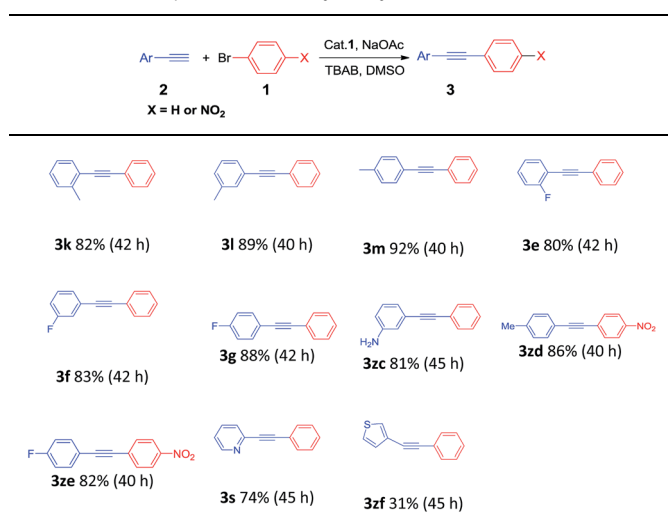 Ar + Br X Cat.1, NaOAc Ar X
TBAB, DMSO
2 1 3
X = H or NO2
3k 82% (42 h) 3l 89% (40 h) 3m 92% (40 h) F 3e 80% (42 h)
F 3f 83% (42 h) F 3g 88% (42 h) H2N 3zc 81% (45 h) Me NO2 3zd 86% (40 h)
F NO2 3ze 82% (40 h) N 3s 74% (45 h) S 3zf 31% (45 h)